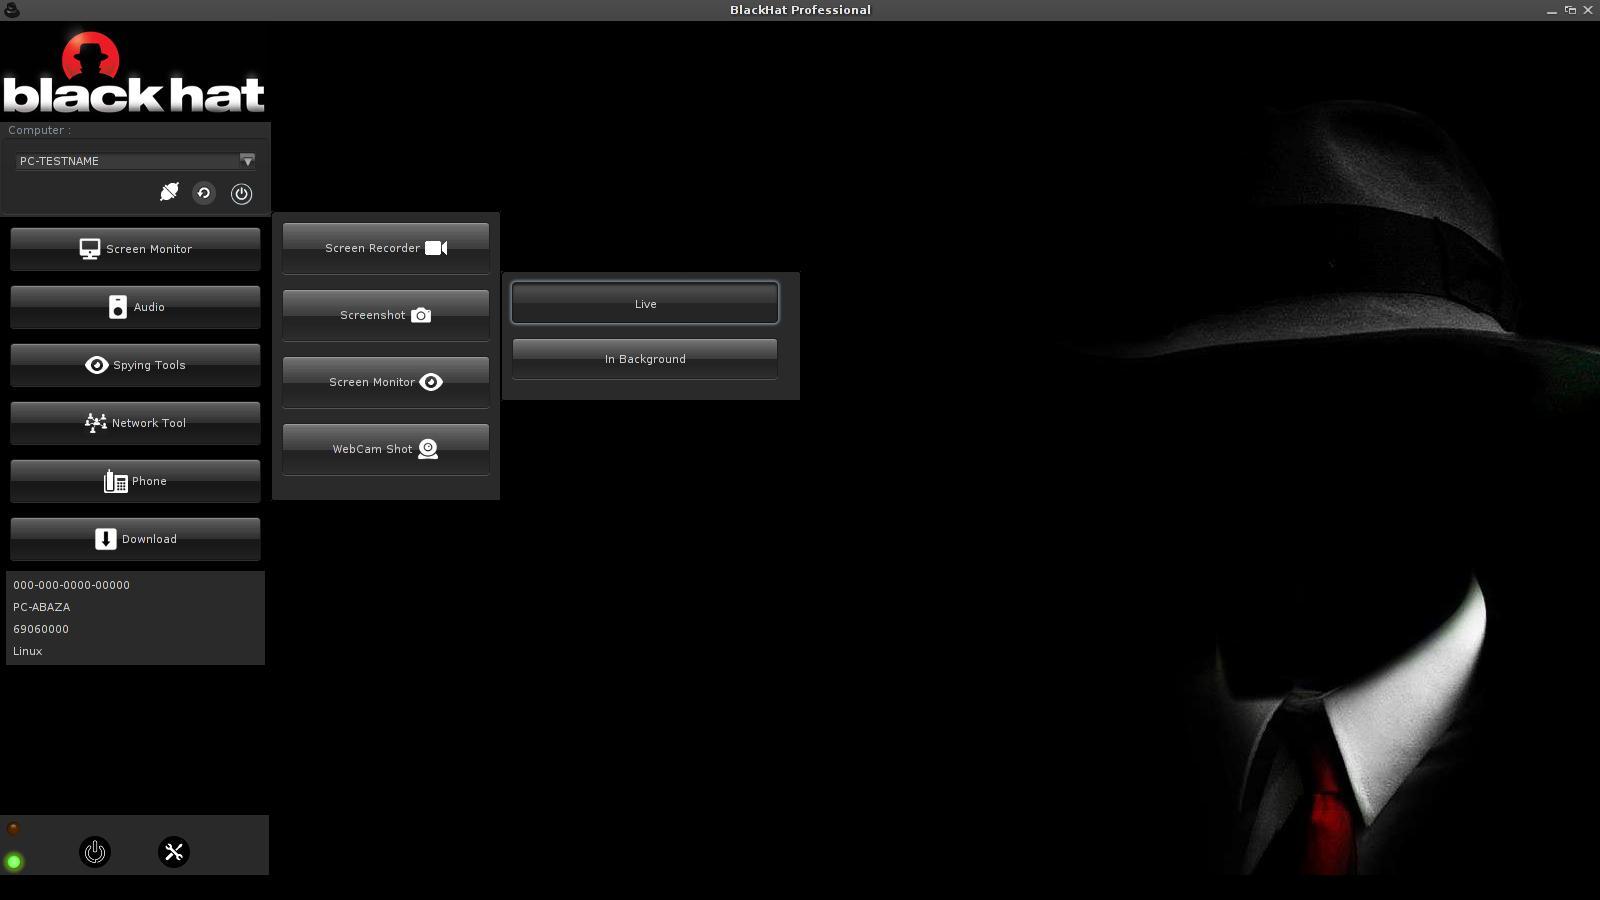 BlackHat Professional
black hat
Computer :
PC-TESTNAME
Screen Monitor
Audio
Spying Tools
Network Tool
Phone
Download
Screen Recorder
Screenshot
Screen Monitor
WebCam Shot
Live
In Background
000-000-0000-00000
PC-ABAZA
69060000
Linux